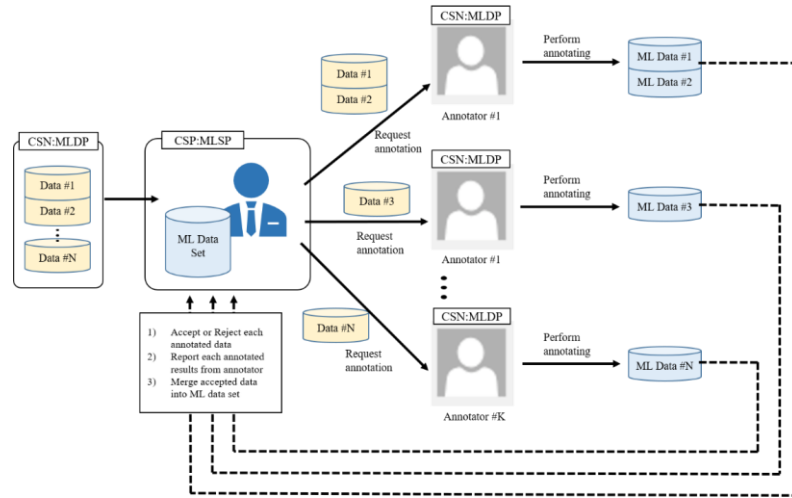 CSN:MLDP
Data #1
Data #2
Data #N
CSP:MLSP
ML Data
Set
1) Accept or Reject each
annotated data
2) Report each annotated
results from annotator
3) Merge accepted data
into ML data set
Data #1
Data #2
Request
annotation
CSN:MLDP
Annotator #1
Perform
annotating
ML Data #1
ML Data #2
Data #3
Request
annotation
CSN:MLDP
Annotator #1
Perform
annotating
ML Data #3
Data #N
Request
annotation
CSN:MLDP
Annotator #K
Perform
annotating
ML Data #N